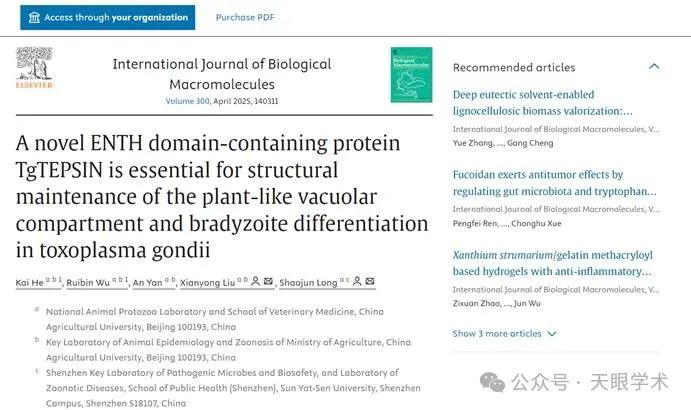 Access through your organization
Purchase PDF
ELSEVIER
International Journal of Biological
Macromolecules
Volume 300, April 2025, 140311
A novel ENTH domain-containing protein
TgTEPSIN is essential for structural
maintenance of the plant-like vacuolar
compartment and bradyzoite differentiation
in toxoplasma gondii
Kai He a b 1, Ruibin Wu a b 1, An Yan a b, Xianyong Liu a b, Shaojun Long a c
a National Animal Protozoa Laboratory and School of Veterinary Medicine, China
Agricultural University, Beijing 100193, China
b Key Laboratory of Animal Epidemiology and Zoonosis of Ministry of Agriculture, China
Agricultural University, Beijing 100193, China
c Shenzhen Key Laboratory of Pathogenic Microbes and Biosafety, and Laboratory of
Zoonotic Diseases, School of Public Health (Shenzhen), Sun Yat-Sen University, Shenzhen
Campus, Shenzhen 518107, China
Recommended articles
Deep eutectic solvent-enabled
lignocellulosic biomass valorization:…
International Journal of Biological Macromolecules, V…
Yue Zhang, …, Gang Cheng
Fucoidan exerts antitumor effects by
regulating gut microbiota and tryptophan…
International Journal of Biological Macromolecules, V…
Pengfei Ren, …, Changhu Xue
Xanthium strumarium/gelatin methacryloyl
based hydrogels with anti-inflammatory…
International Journal of Biological Macromolecules, V…
Zixuan Zhao, …, Jun Wu
Show 3 more articles
公众号 · 天眼学术